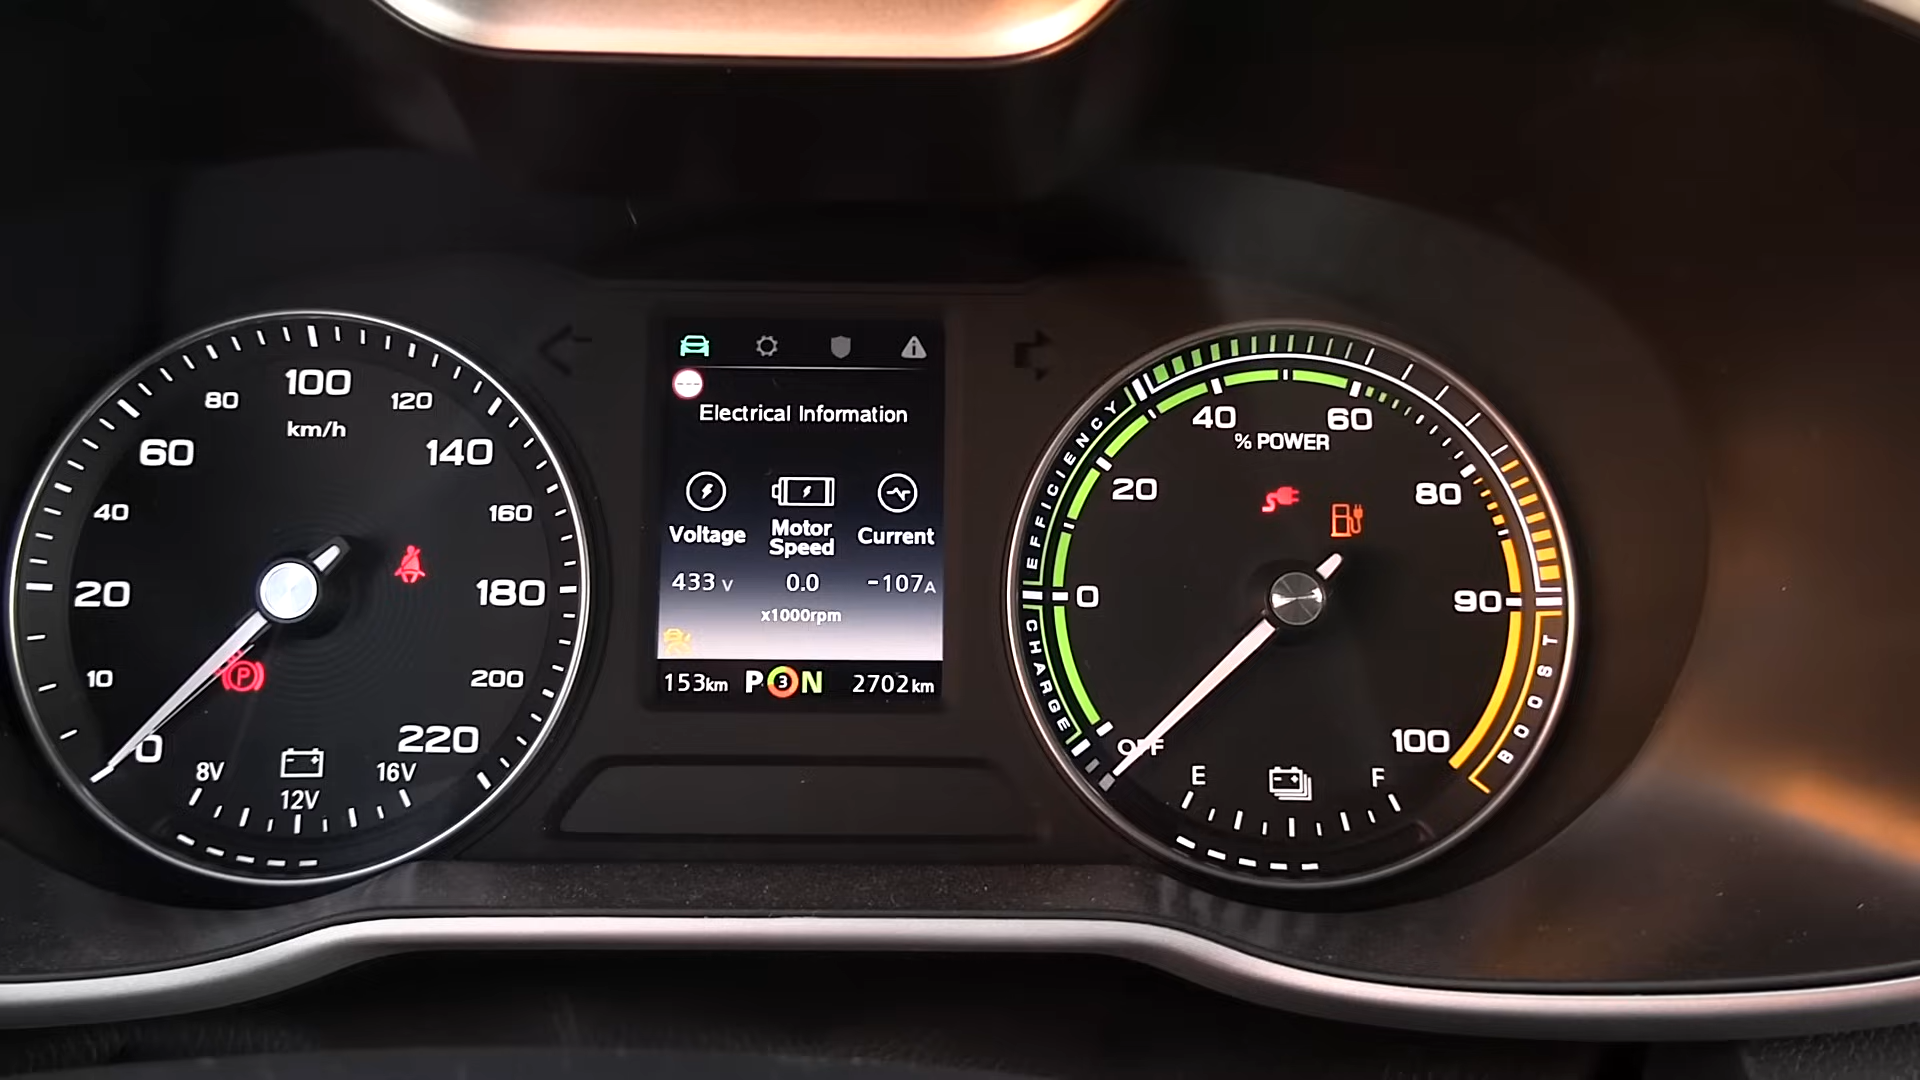 100
80
120
km/h
60
140
40
160
20
180
10
200
0
220
8V
16V
12V
P
Electrical Information
Voltage
Motor
Speed
Current
433 V
0.0
-107A
x1000rpm
153km
P 3 N
2702km
EFFICIENCY
40
60
% POWER
20
80
0
90
CHARGE
BOOST
OFF
100
E
F